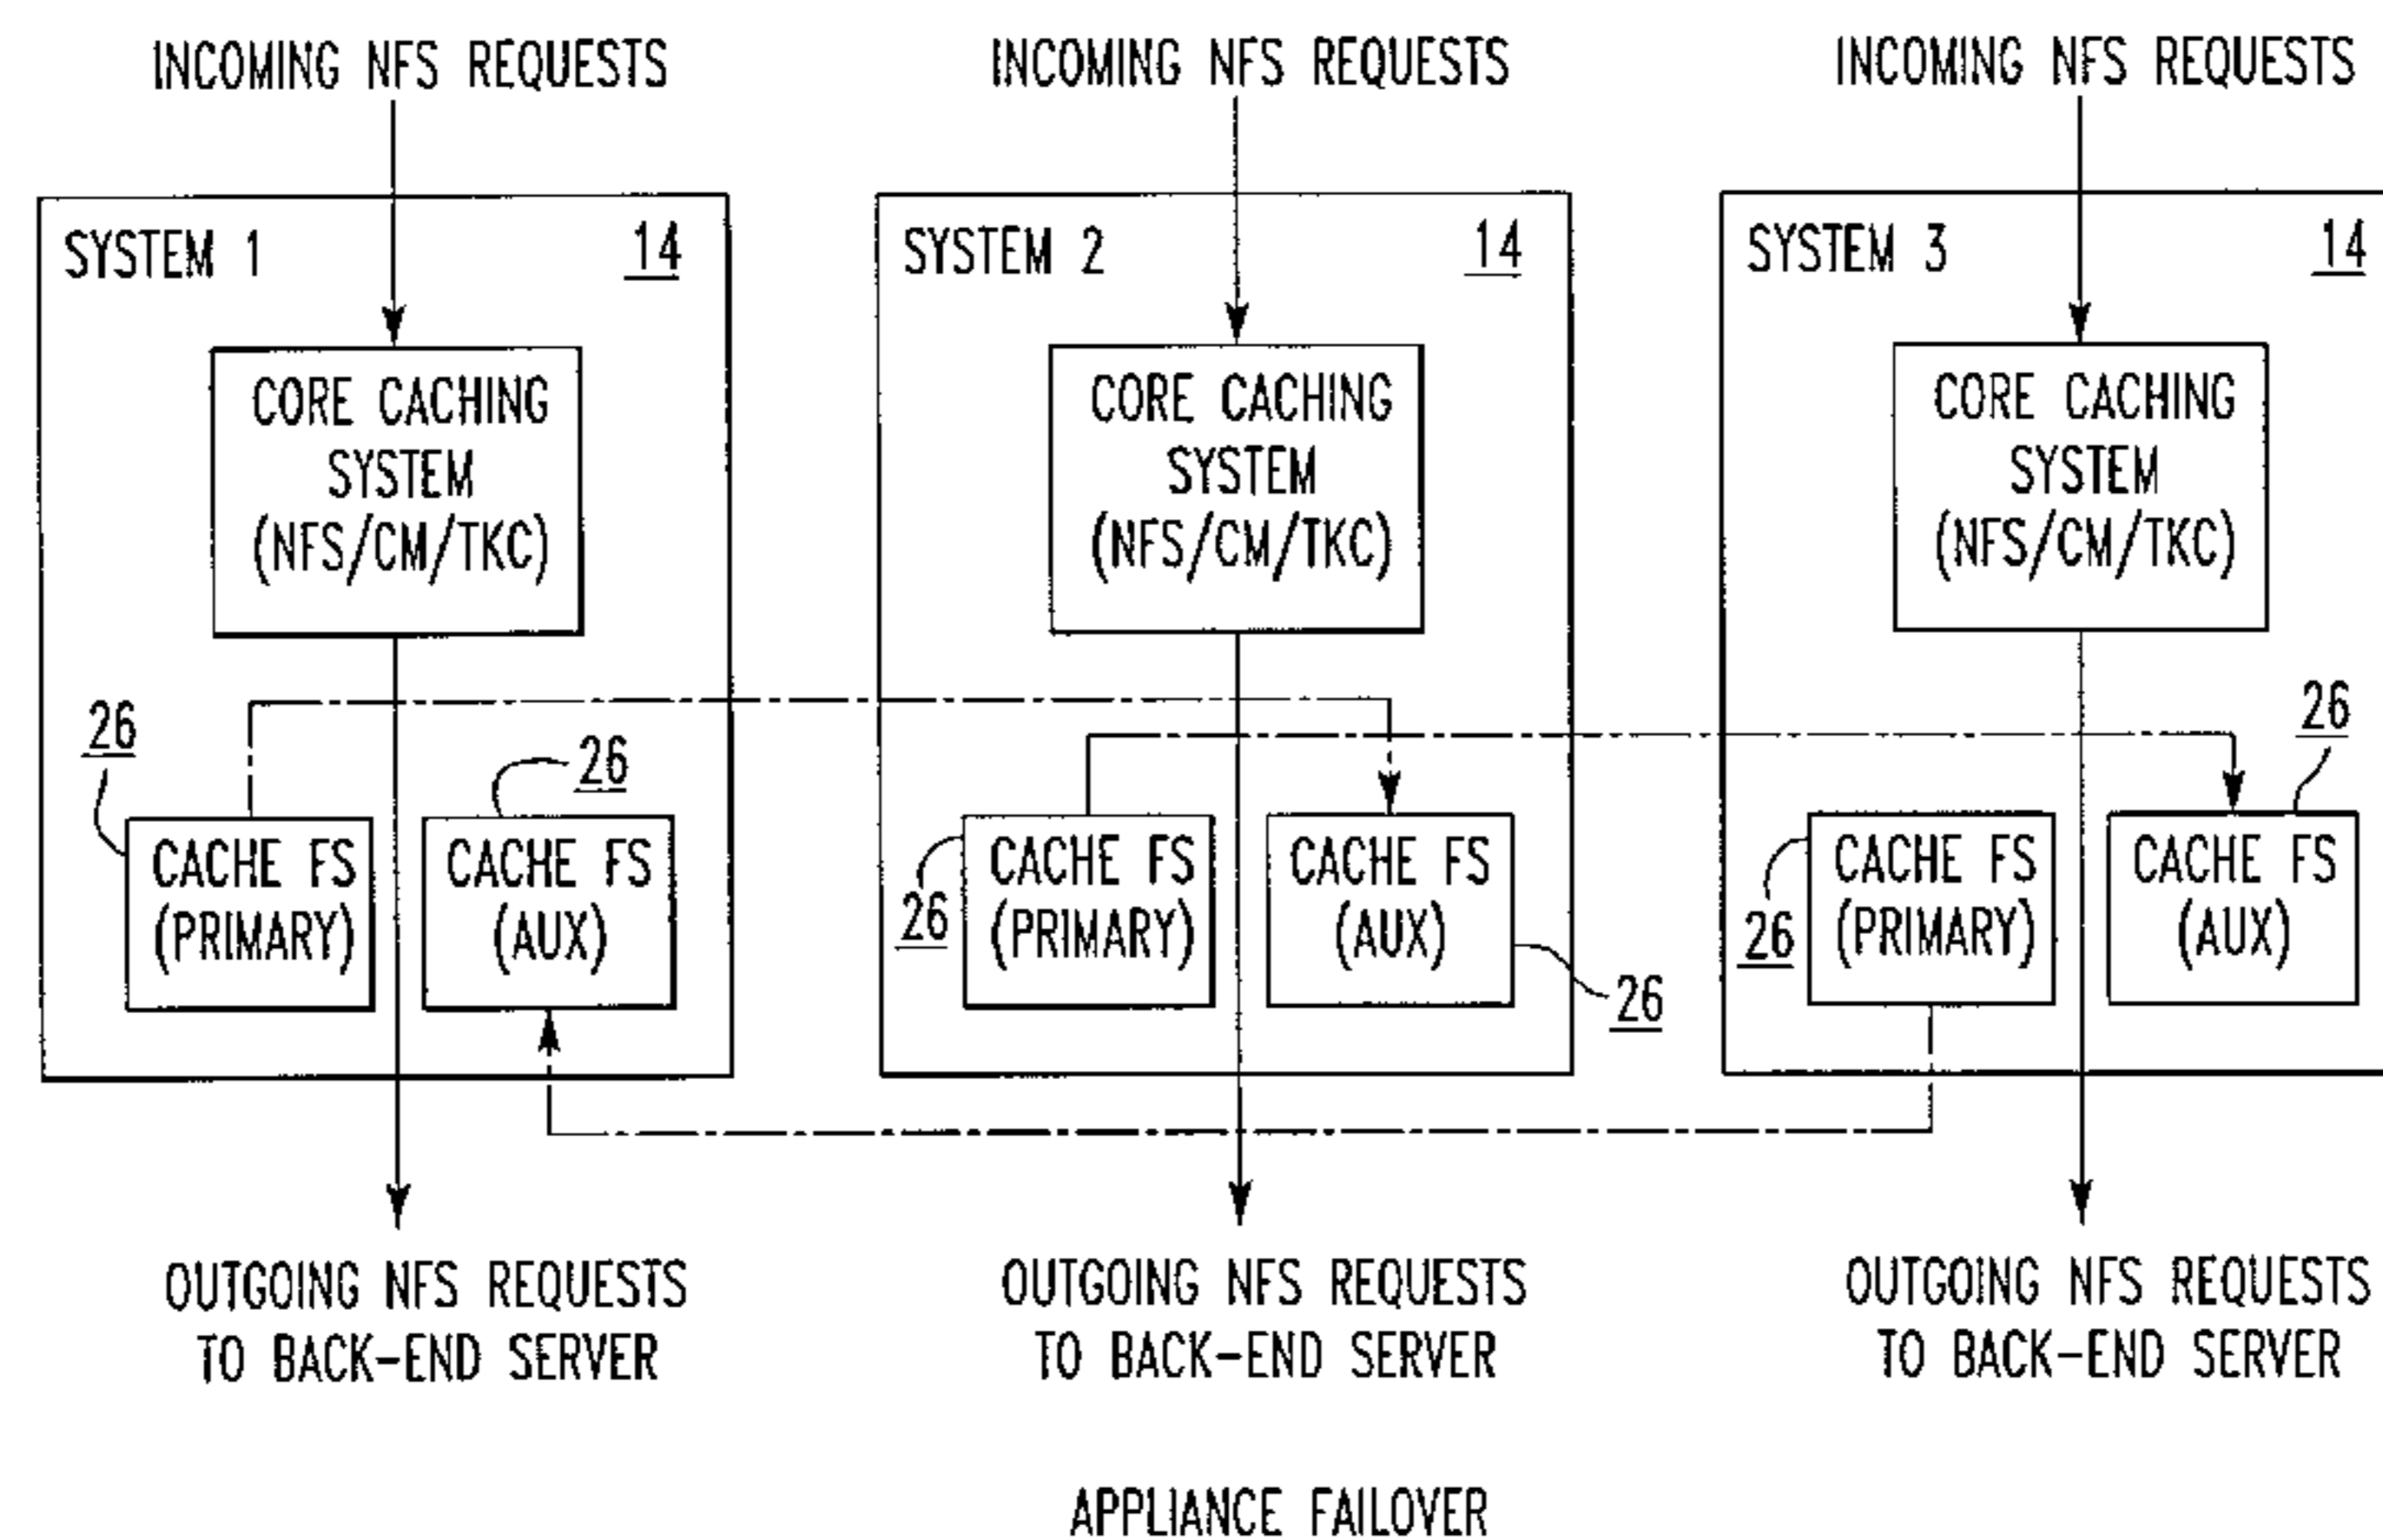 INCOMING NFS REQUESTS
INCOMING NFS REQUESTS
INCOMING NFS REQUESTS
SYSTEM 1
14
SYSTEM 2
14
SYSTEM 3
14
CORE CACHING
SYSTEM
(NFS/CM/TKC)
CORE CACHING
SYSTEM
(NFS/CM/TKC)
CORE CACHING
SYSTEM
(NFS/CM/TKC)
26
26
26
CACHE FS
(PRIMARY)
CACHE FS
(AUX)
26
CACHE FS
(PRIMARY)
CACHE FS
(AUX)
26
26
CACHE FS
(PRIMARY)
CACHE FS
(AUX)
OUTGOING NFS REQUESTS
TO BACK-END SERVER
OUTGOING NFS REQUESTS
TO BACK-END SERVER
OUTGOING NFS REQUESTS
TO BACK-END SERVER
APPLIANCE FAILOVER